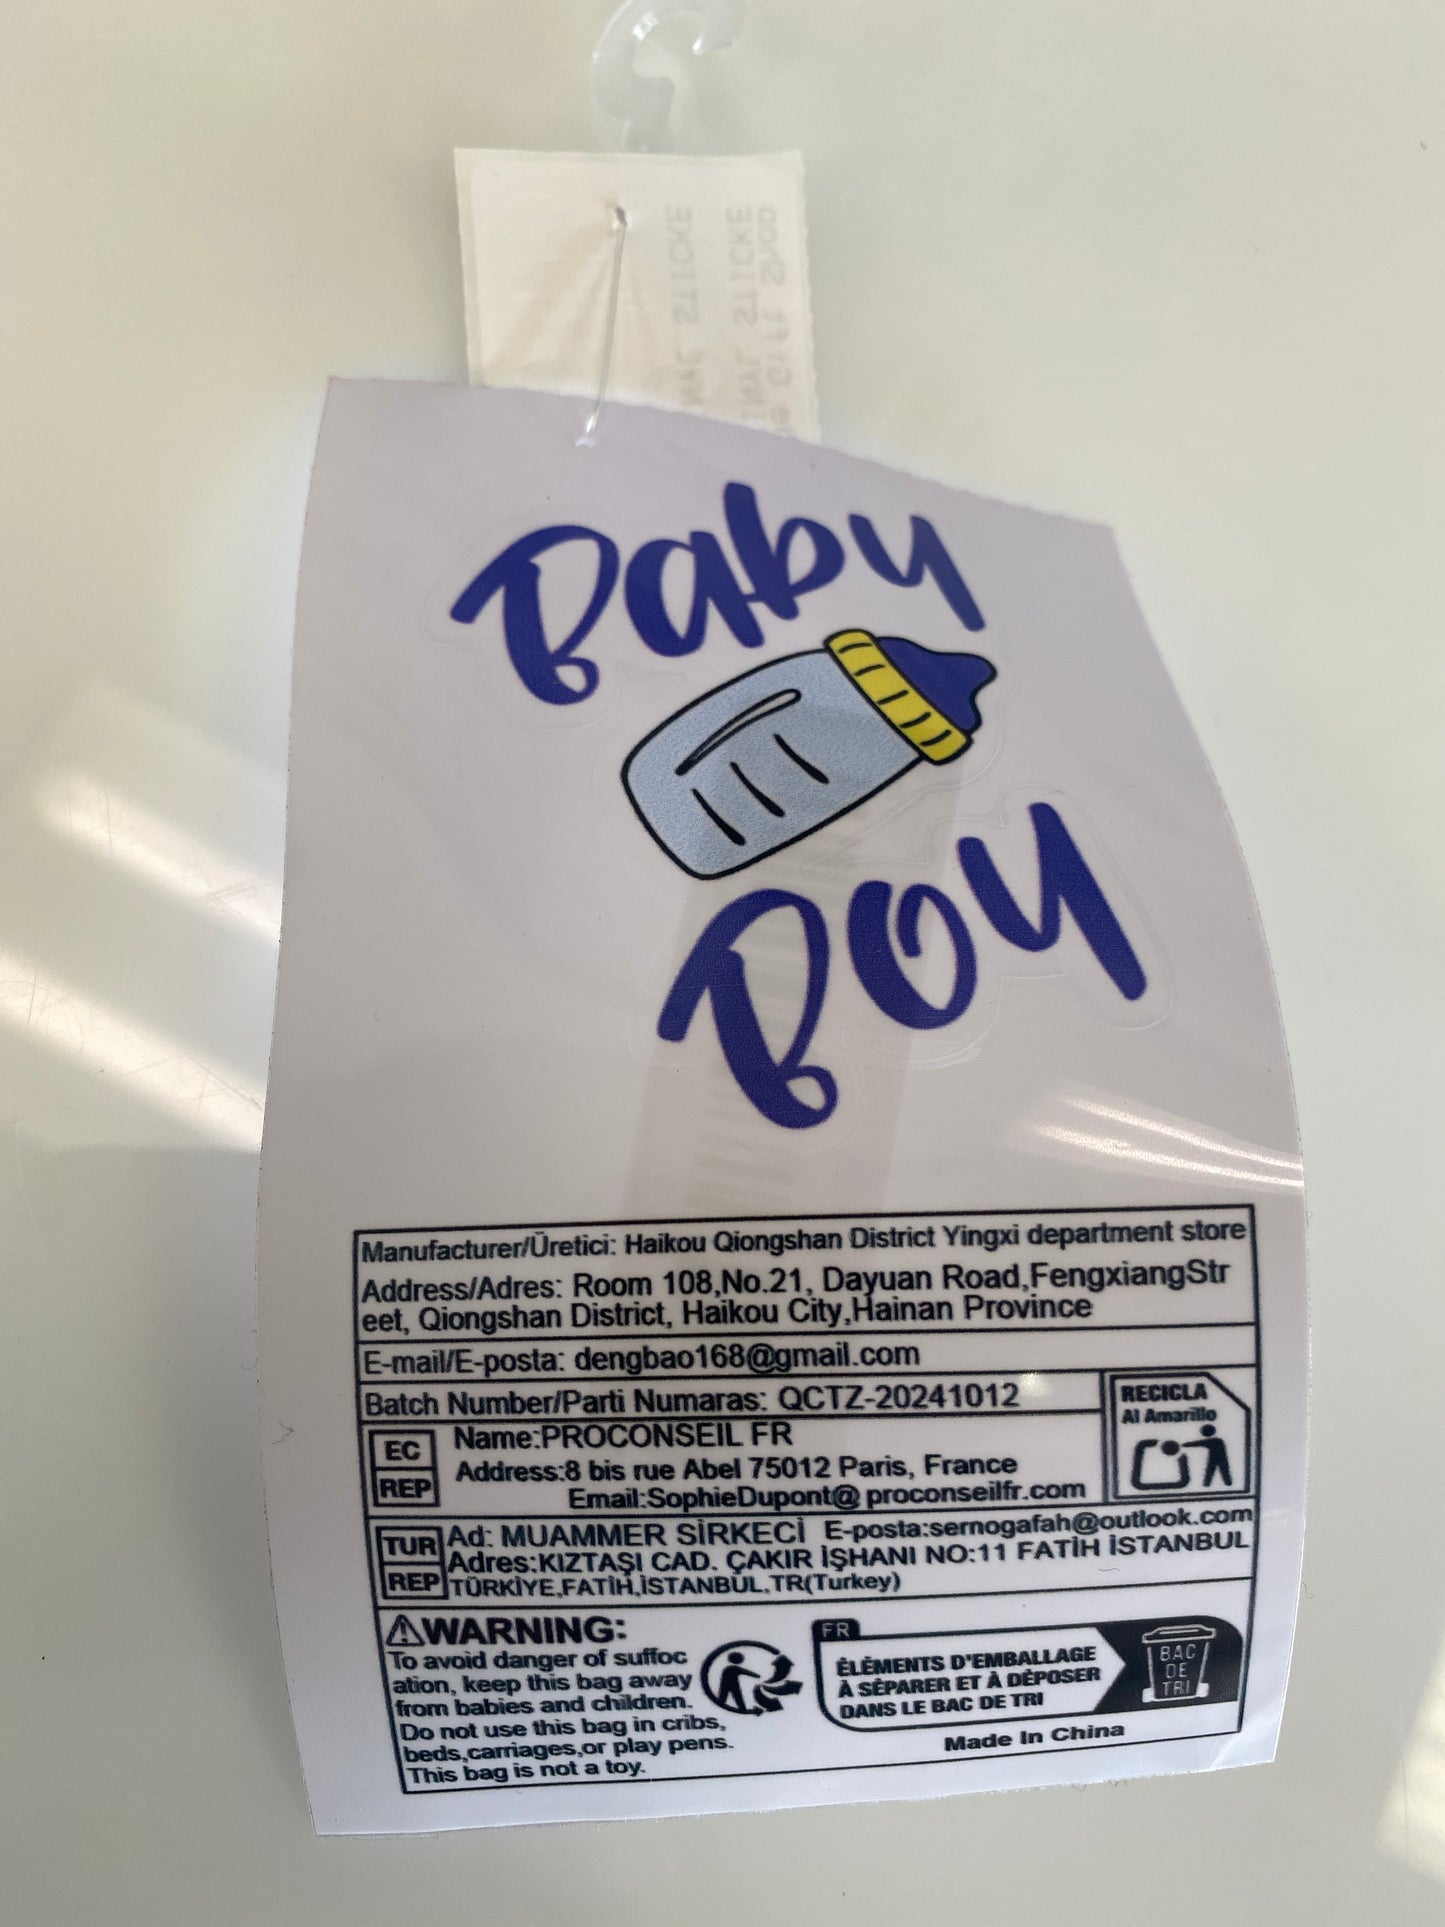 INYL STICKE
INYL STICKE
Gift Shop
Baby
Boy
Manufacturer/Üretici: Haikou Qiongshan District Yingxi department store
Address/Adres: Room 108,No.21, Dayuan Road,FengxiangStr
eet, Qiongshan District, Haikou City,Hainan Province
E-mail/E-posta: dengbao168@gmail.com
Batch Number/Parti Numaras: QCTZ-20241012
RECICLA
Al Amarillo
EC
REP
Name:PROCONSEIL FR
Address:8 bis rue Abel 75012 Paris, France
Email:SophieDupont@ proconseilfr.com
TUR
REP
Ad: MUAMMER SİRKECİ E-posta:sernogafah@outlook.com
Adres:KIZTAŞI CAD. ÇAKIR İŞHANI NO:11 FATİH İSTANBUL
TÜRKİYE,FATİH,İSTANBUL,TR(Turkey)
WARNING:
To avoid danger of suffoc
ation, keep this bag away
from babies and children.
Do not use this bag in cribs,
beds,carriages,or play pens.
This bag is not a toy.
FR
ÉLÉMENTS D'EMBALLAGE
À SÉPARER ET À DÉPOSER
DANS LE BAC DE TRI
BAC
DE
TRI
Made In China